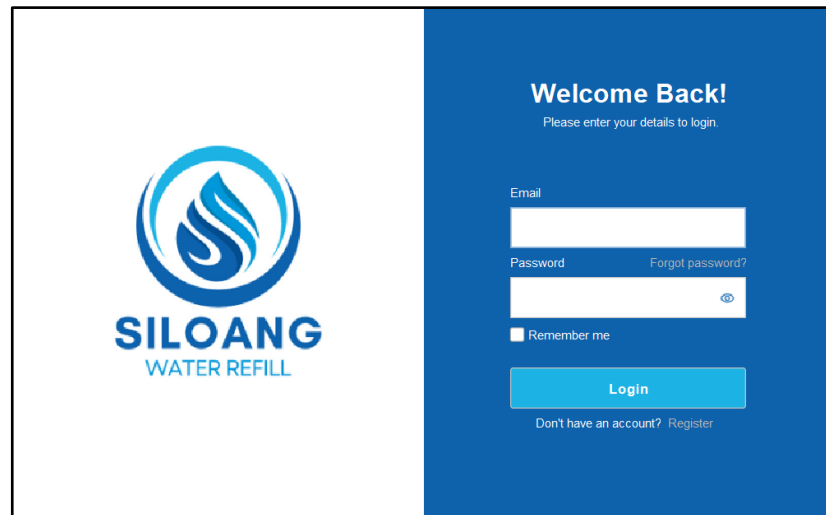 SILOANG
WATER REFILL
Welcome Back!
Please enter your details to login.
Email
Password Forgot password?
Remember me
Login
Don't have an account? Register